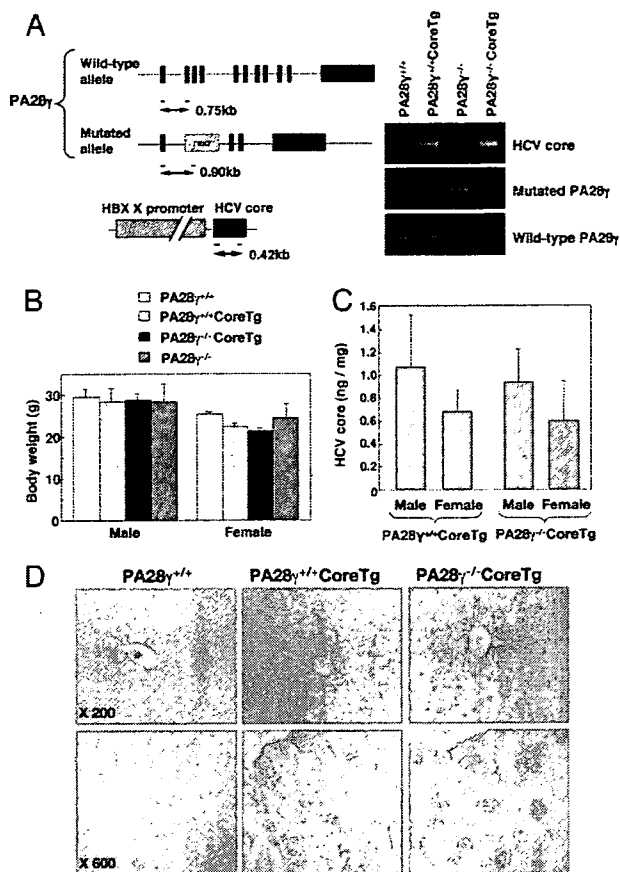 A
Wild-type allele
PA28γ
0.75kb
Mutated allele
neo
0.90kb
HBX X promoter
HCV core
0.42kb
PA28γ+/+
PA28γ+/+CoreTg
PA28γ-/-
PA28γ-/-CoreTg
HCV core
Mutated PA28γ
Wild-type PA28γ
B
PA28γ+/+
PA28γ+/+CoreTg
PA28γ-/-CoreTg
PA28γ-/-
Body weight (g)
30
20
10
0
Male
Female
C
HCV core (ng / mg)
1.6
1.4
1.2
1.0
0.8
0.6
0.4
0.2
0
Male Female Male Female
PA28γ+/+CoreTg PA28γ-/-CoreTg
D
PA28γ+/+ PA28γ+/+CoreTg PA28γ-/-CoreTg
X 200
X 600